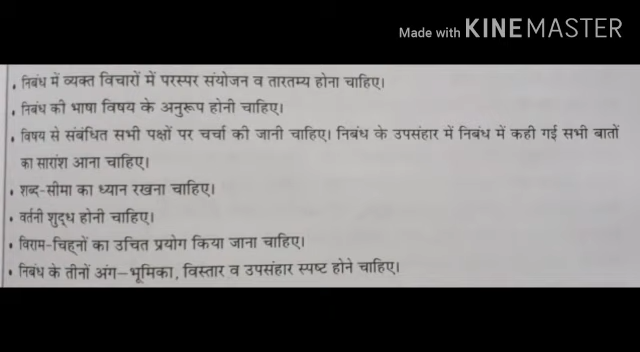 Made with KINEMASTER
• निबंध में व्यक्त विचारों में परस्पर संयोजन व तारतम्य होना चाहिए।
• निबंध की भाषा विषय के अनुरूप होनी चाहिए।
• विषय से संबंधित सभी पक्षों पर चर्चा की जानी चाहिए। निबंध के उपसंहार में निबंध में कही गई सभी बातों
का सारांश आना चाहिए।
• शब्द-सीमा का ध्यान रखना चाहिए।
• वर्तनी शुद्ध होनी चाहिए।
• विराम-चिह्नों का उचित प्रयोग किया जाना चाहिए।
• निबंध के तीनों अंग–भूमिका, विस्तार व उपसंहार स्पष्ट होने चाहिए।